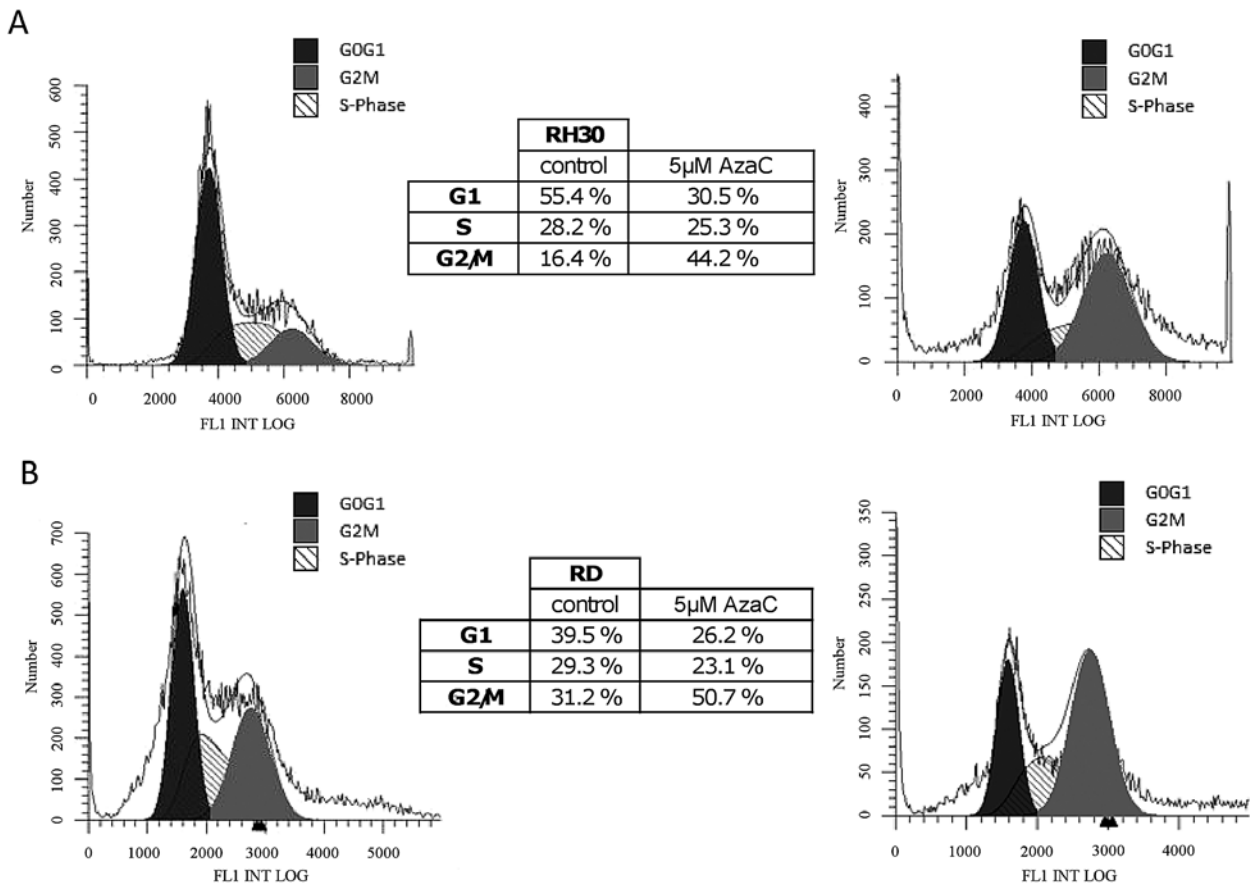 A
G0G1
G2M
S-Phase
600
500
400
300
200
100
0
Number
0 2000 4000 6000 8000
FL1 INT LOG
RH30
control 5µM AzaC
G1 55.4 % 30.5 %
S 28.2 % 25.3 %
G2/M 16.4 % 44.2 %
G0G1
G2M
S-Phase
400
300
200
100
0
Number
0 2000 4000 6000 8000
FL1 INT LOG
B
G0G1
G2M
S-Phase
700
600
500
400
300
200
100
0
Number
0 1000 2000 3000 4000 5000
FL1 INT LOG
RD
control 5µM AzaC
G1 39.5 % 26.2 %
S 29.3 % 23.1 %
G2/M 31.2 % 50.7 %
G0G1
G2M
S-Phase
350
300
250
200
150
100
50
0
Number
0 1000 2000 3000 4000
FL1 INT LOG